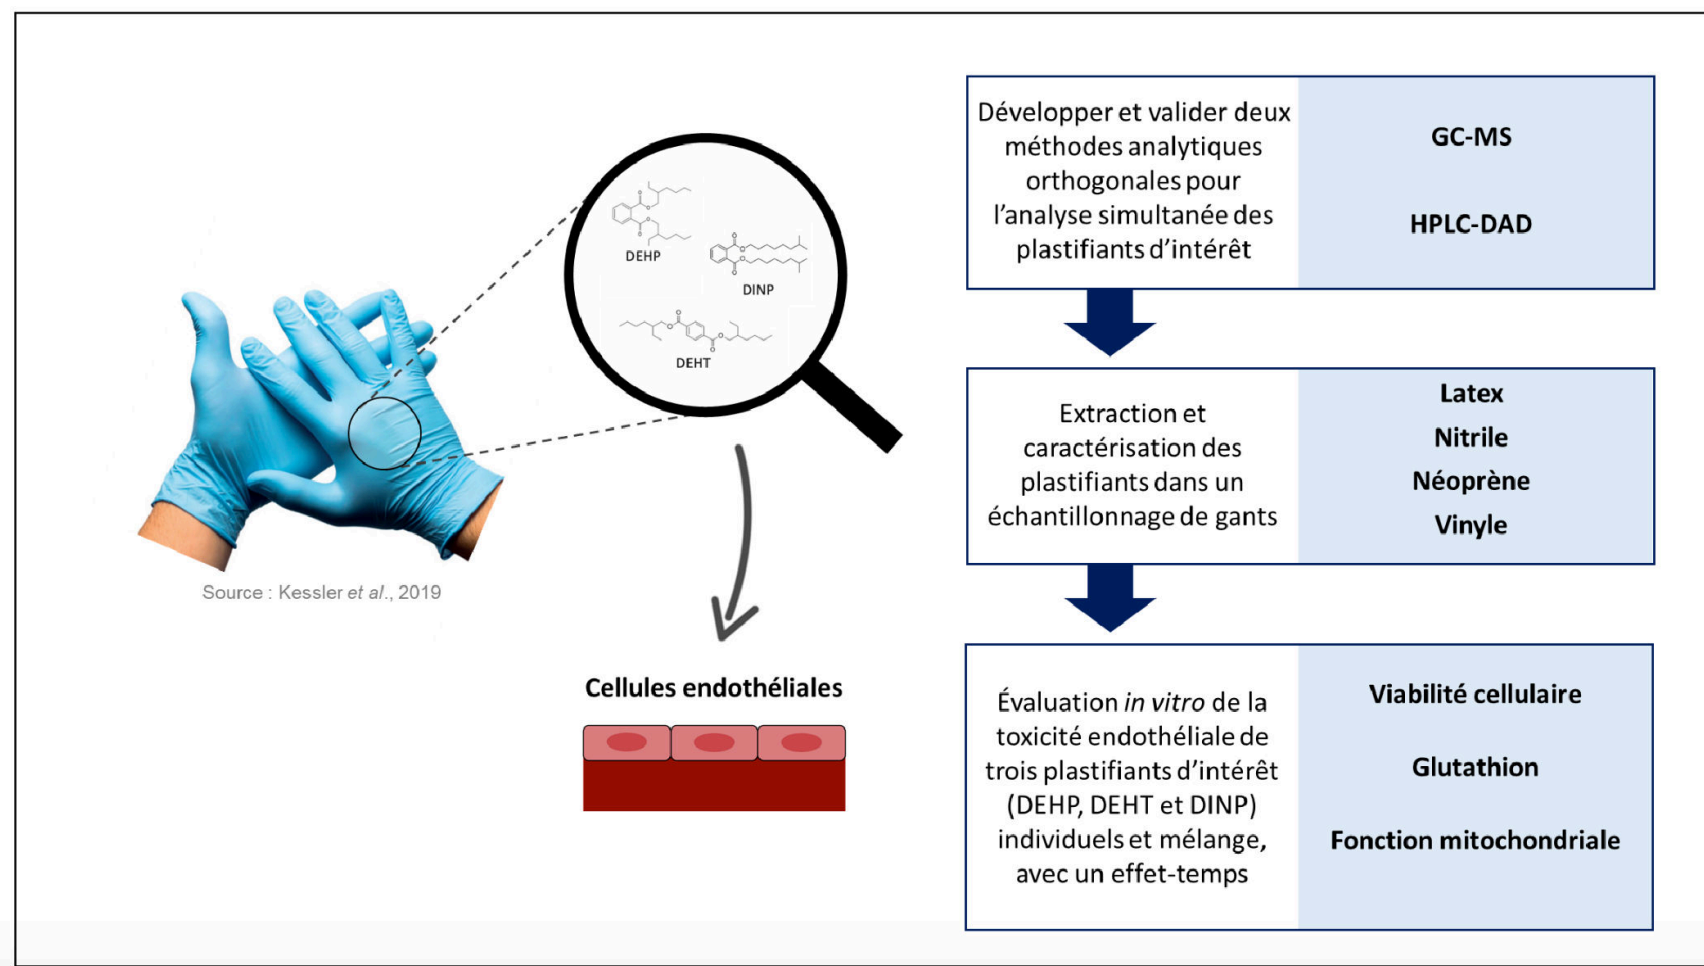 DEHP
DINP
DEHT
Source : Kessler et al., 2019
Cellules endothéliales
Développer et valider deux
méthodes analytiques
orthogonales pour
l'analyse simultanée des
plastifiants d'intérêt
GC-MS
HPLC-DAD
Extraction et
caractérisation des
plastifiants dans un
échantillonnage de gants
Latex
Nitrile
Néoprène
Vinyle
Évaluation in vitro de la
toxicité endothéliale de
trois plastifiants d'intérêt
(DEHP, DEHT et DINP)
individuels et mélange,
avec un effet-temps
Viabilité cellulaire
Glutathion
Fonction mitochondriale